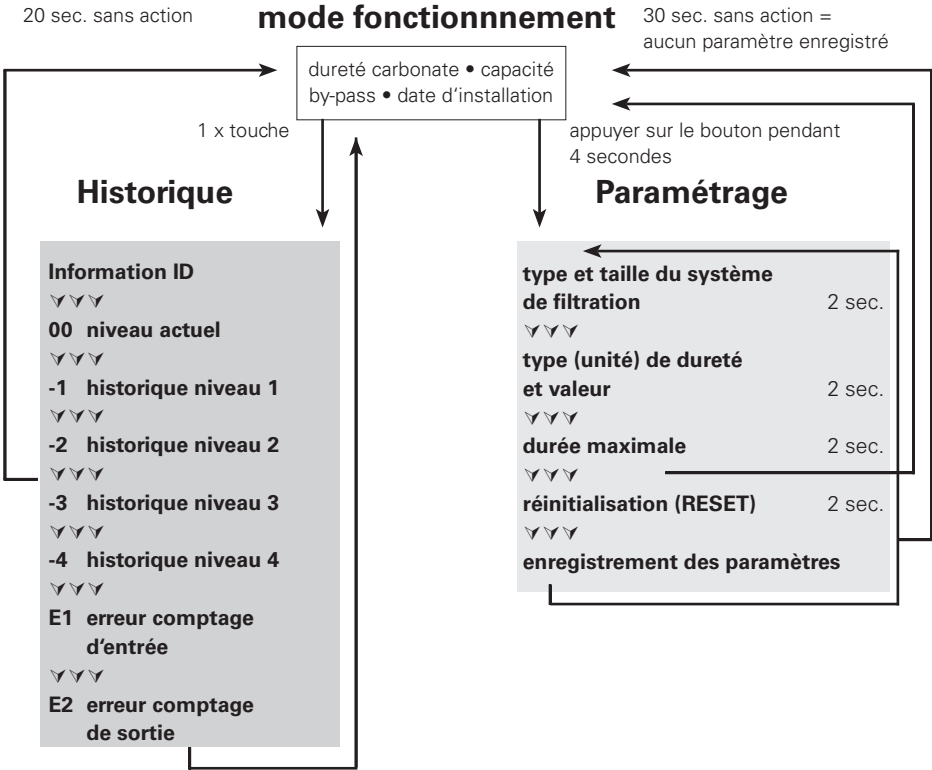 20 sec. sans action
mode fonctionnnement
30 sec. sans action =
aucun paramètre enregistré
dureté carbonate • capacité
by-pass • date d‘installation
1 x touche
appuyer sur le bouton pendant
4 secondes
Historique
Information ID
00 niveau actuel
-1 historique niveau 1
-2 historique niveau 2
-3 historique niveau 3
-4 historique niveau 4
E1 erreur comptage
d‘entrée
E2 erreur comptage
de sortie
Paramétrage
type et taille du système
de filtration 2 sec.
type (unité) de dureté
et valeur 2 sec.
durée maximale 2 sec.
réinitialisation (RESET) 2 sec.
enregistrement des paramètres